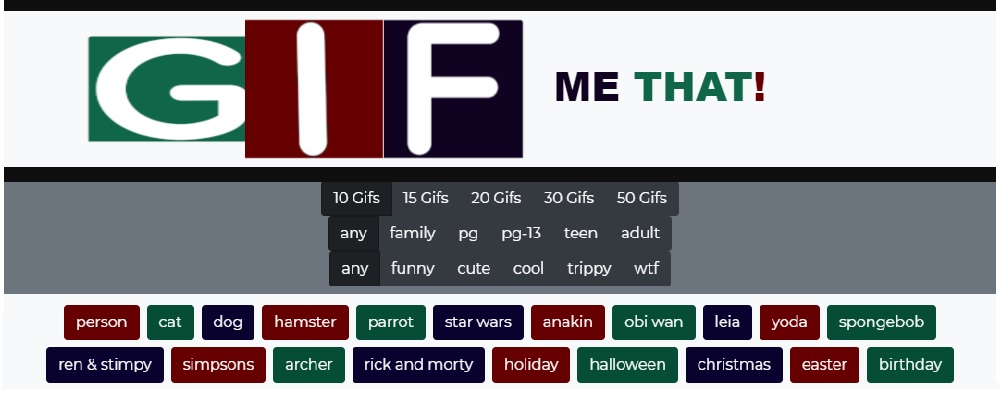 GIF ME THAT!
10 Gifs 15 Gifs 20 Gifs 30 Gifs 50 Gifs
any family pg pg-13 teen adult
any funny cute cool trippy wtf
person cat dog hamster parrot star wars anakin obi wan leia yoda spongebob
ren & stimpy simpsons archer rick and morty holiday halloween christmas easter birthday